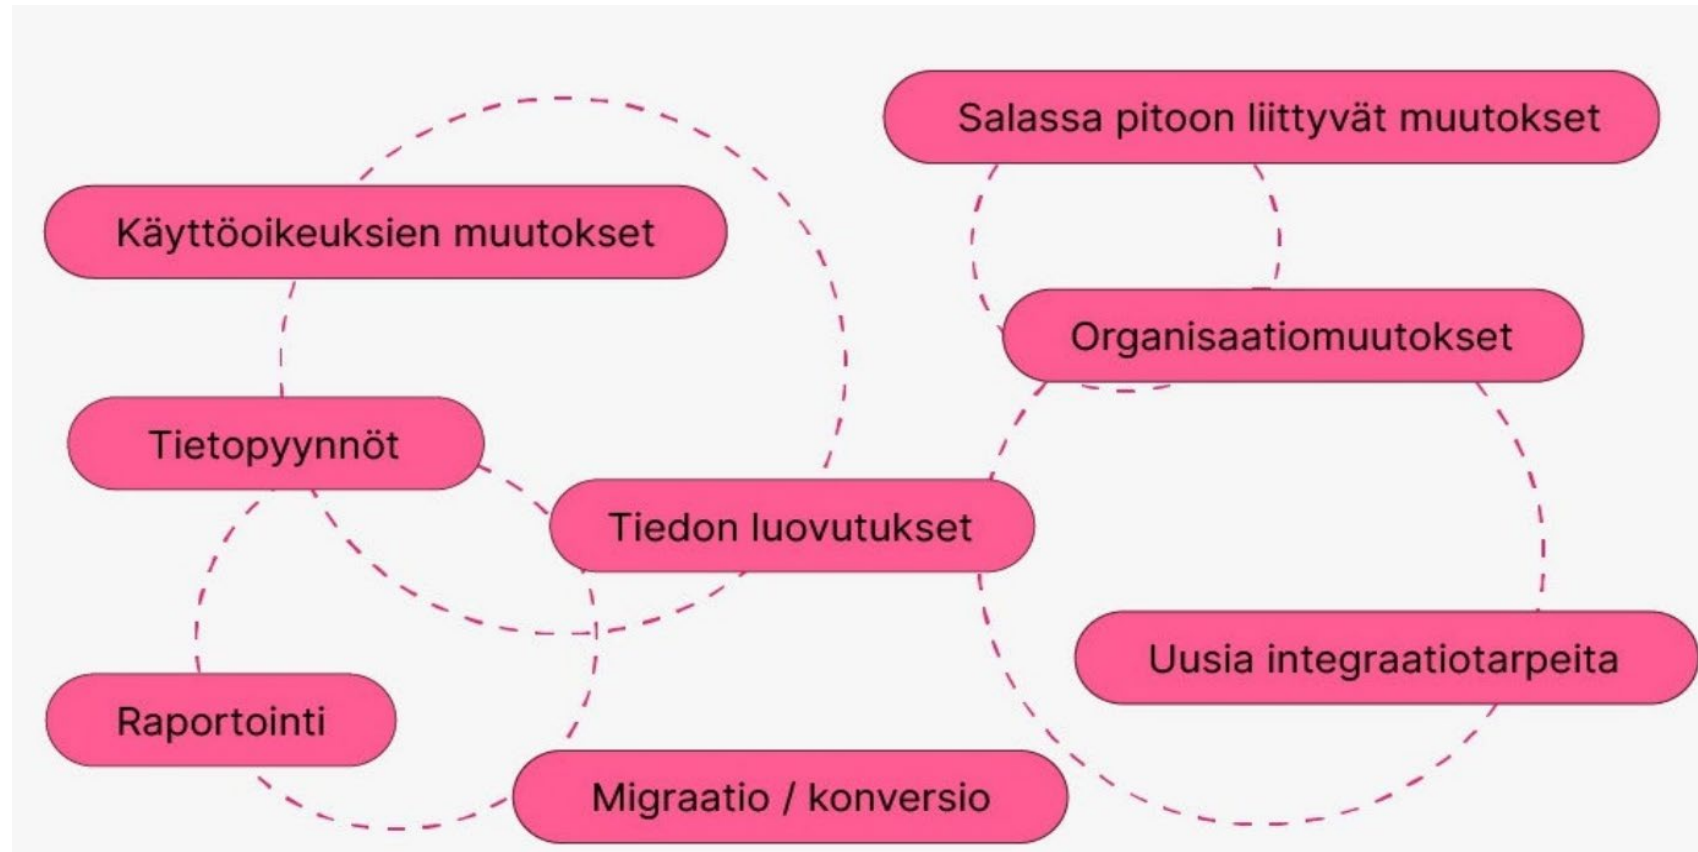 Salassa pitoon liittyvät muutokset
Käyttöoikeuksien muutokset
Organisaatiomuutokset
Tietopyynnöt
Tiedon luovutukset
Uusia integraatiotarpeita
Raportointi
Migraatio / konversio